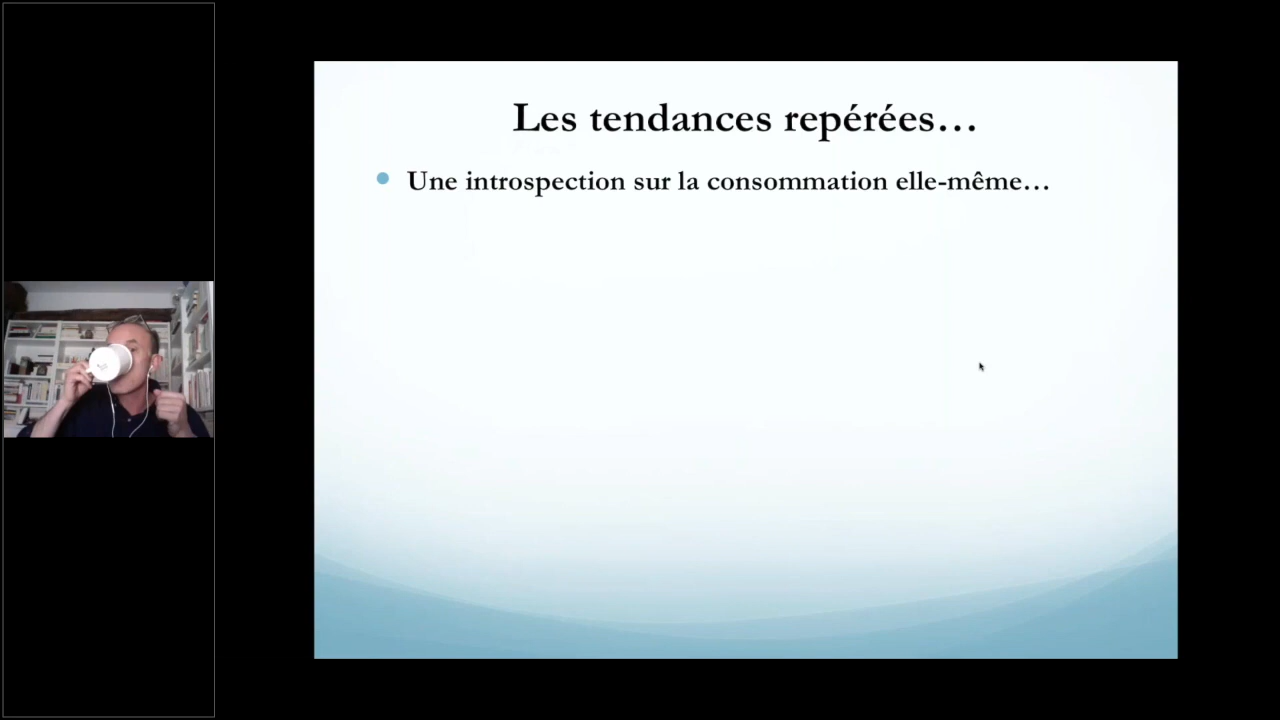 Les tendances repérées…
Une introspection sur la consommation elle-même…